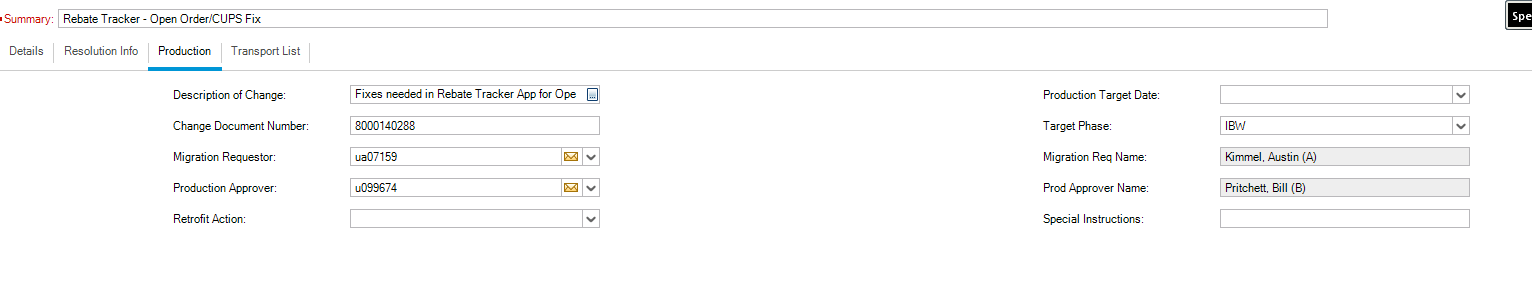 Summary: Rebate Tracker - Open Order/CUPS Fix
Spe
Details Resolution Info Production Transport List
Description of Change: Fixes needed in Rebate Tracker App for Ope Production Target Date:
Change Document Number: 8000140288 Target Phase: IBW
Migration Requestor: ua07159 Migration Req Name: Kimmel, Austin (A)
Production Approver: u099674 Prod Approver Name: Pritchett, Bill (B)
Retrofit Action: Special Instructions: